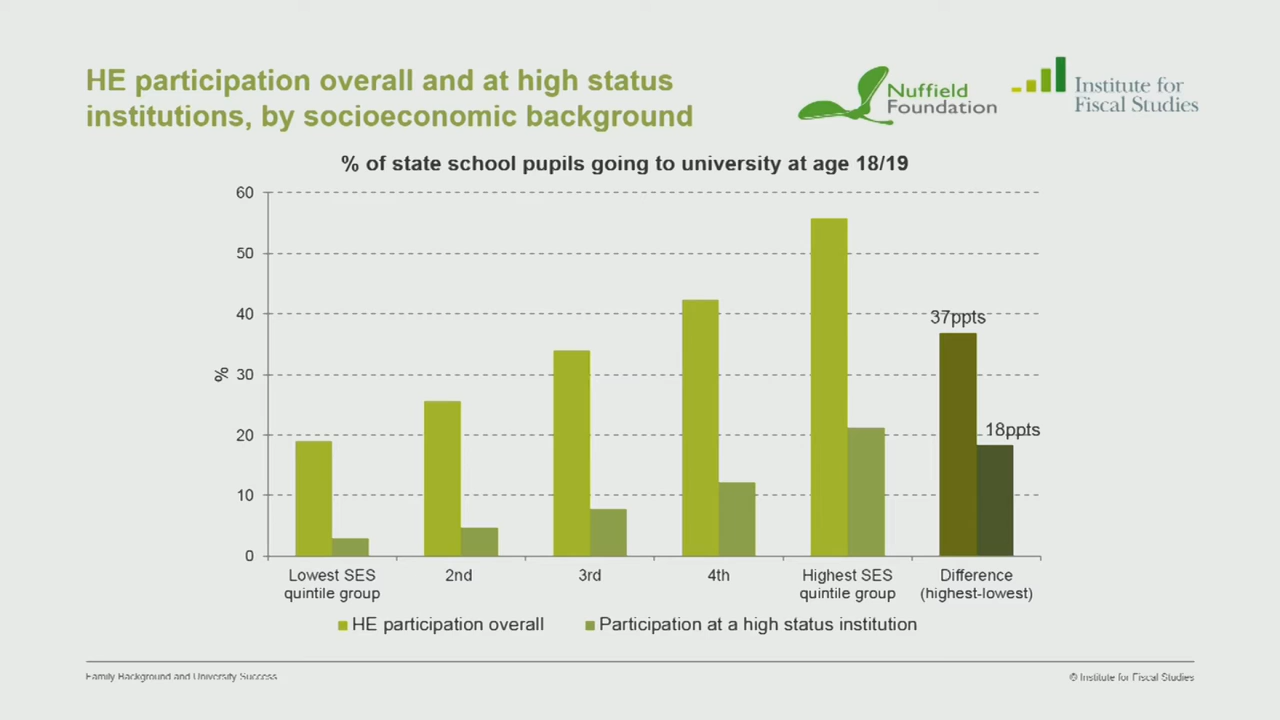 HE participation overall and at high status
institutions, by socioeconomic background
Nuffield
Foundation
Institute for
Fiscal Studies
% of state school pupils going to university at age 18/19
60
50
40
30
20
10
0
%
37ppts
18ppts
Lowest SES
quintile group
2nd
3rd
4th
Highest SES
quintile group
Difference
(highest-lowest)
HE participation overall
Participation at a high status institution
Family Background and University Success
© Institute for Fiscal Studies